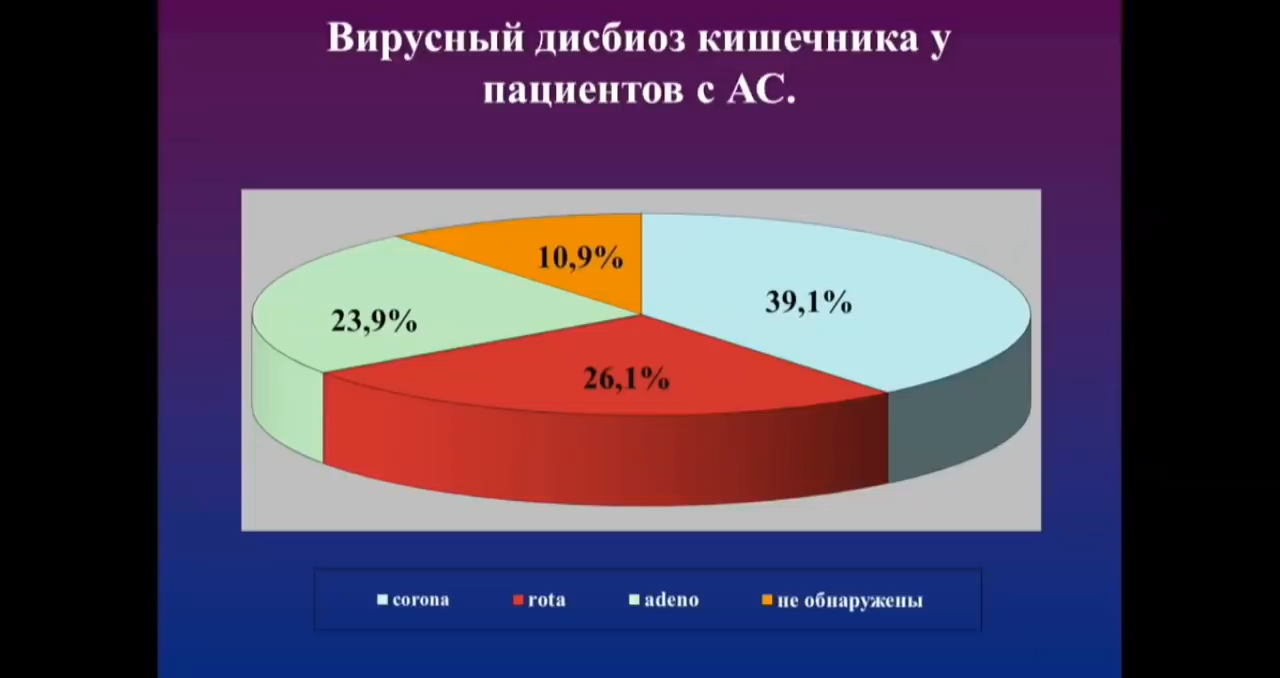 Вирусный дисбиоз кишечника у
пациентов с АС.
10,9%
39,1%
23,9%
26,1%
corona rota adeno не обнаружены